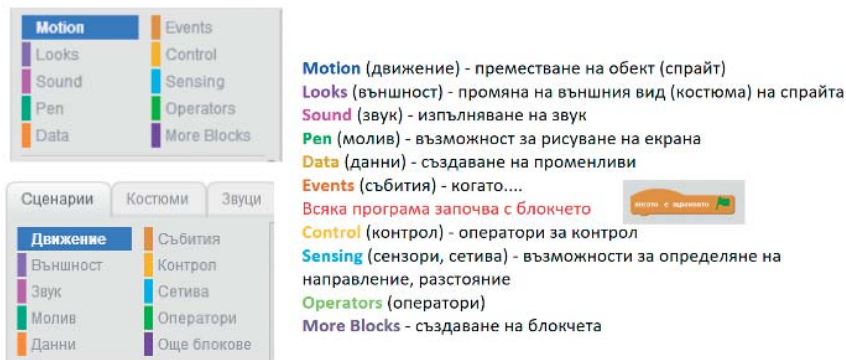 Motion
Events
Looks
Control
Sound
Sensing
Pen
Operators
Data
More Blocks
Сценарии
Костюми
Звуци
Движение
Събития
Външност
Контрол
Звук
Сетива
Молив
Оператори
Данни
Още блокове
Motion (движение) - преместване на обект (спрайт)
Looks (външност) - промяна на външния вид (костюма) на спрайта
Sound (звук) - изпълняване на звук
Pen (молив) - възможност за рисуване на екрана
Data (данни) - създаване на променливи
Events (събития) - когато....
Всяка програма започва с блокчето
когато е щракнато
Control (контрол) - оператори за контрол
Sensing (сензори, сетива) - възможности за определяне на
направление, разстояние
Operators (оператори)
More Blocks - създаване на блокчета